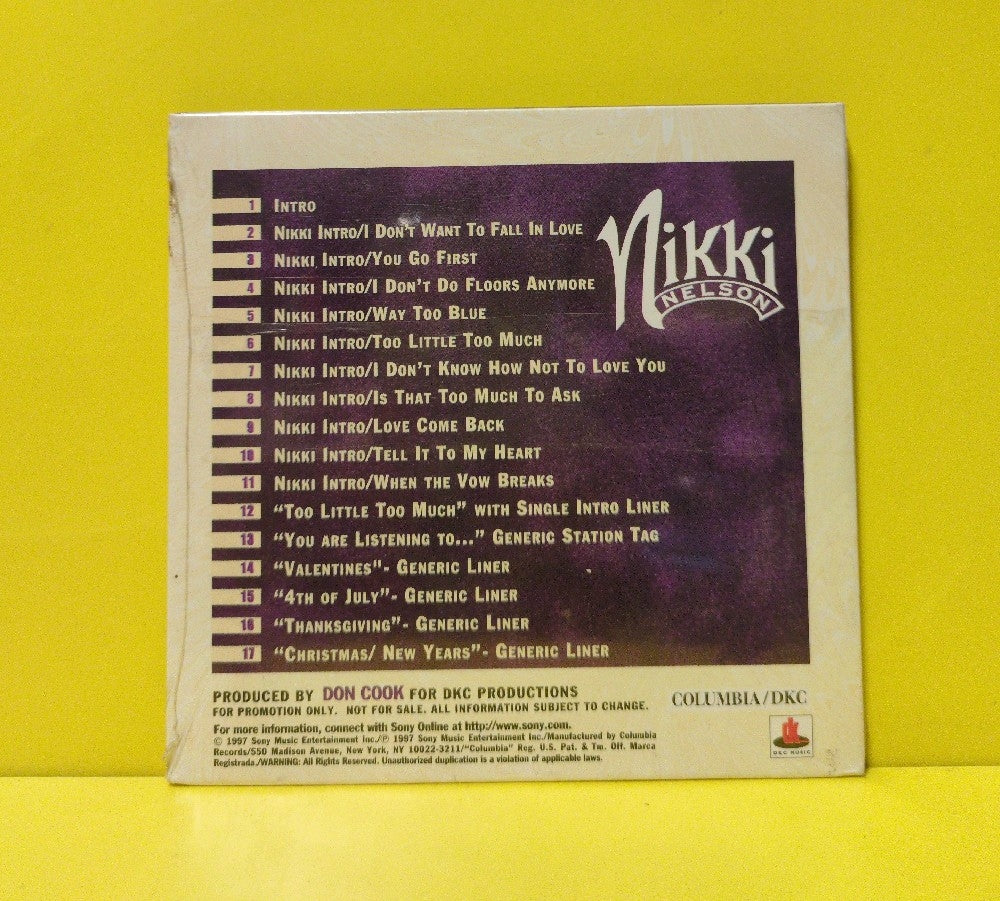 Nikki
NELSON
1 INTRO
2 NIKKI INTRO/I DON'T WANT TO FALL IN LOVE
3 NIKKI INTRO/YOU GO FIRST
4 NIKKI INTRO/I DON'T DO FLOORS ANYMORE
5 NIKKI INTRO/WAY TOO BLUE
6 NIKKI INTRO/TOO LITTLE TOO MUCH
7 NIKKI INTRO/I DON'T KNOW HOW NOT TO LOVE YOU
8 NIKKI INTRO/IS THAT TOO MUCH TO ASK
9 NIKKI INTRO/LOVE COME BACK
10 NIKKI INTRO/TELL IT TO MY HEART
11 NIKKI INTRO/WHEN THE VOW BREAKS
12 "TOO LITTLE TOO MUCH" WITH SINGLE INTRO LINER
13 "YOU ARE LISTENING TO..." GENERIC STATION TAG
14 "VALENTINES"- GENERIC LINER
15 "4TH OF JULY"- GENERIC LINER
16 "THANKSGIVING"- GENERIC LINER
17 "CHRISTMAS/ NEW YEARS"- GENERIC LINER
PRODUCED BY DON COOK FOR DKC PRODUCTIONS
FOR PROMOTION ONLY. NOT FOR SALE. ALL INFORMATION SUBJECT TO CHANGE.
For more information, connect with Sony Online at http://www.sony.com.
© 1997 Sony Music Entertainment Inc./℗ 1997 Sony Music Entertainment Inc./Manufactured by Columbia
Records/550 Madison Avenue, New York, NY 10022-3211/"Columbia" Reg. U.S. Pat. & Tm. Off. Marca
Registrada./WARNING: All Rights Reserved. Unauthorized duplication is a violation of applicable laws.
COLUMBIA/DKC
DKC MUSIC